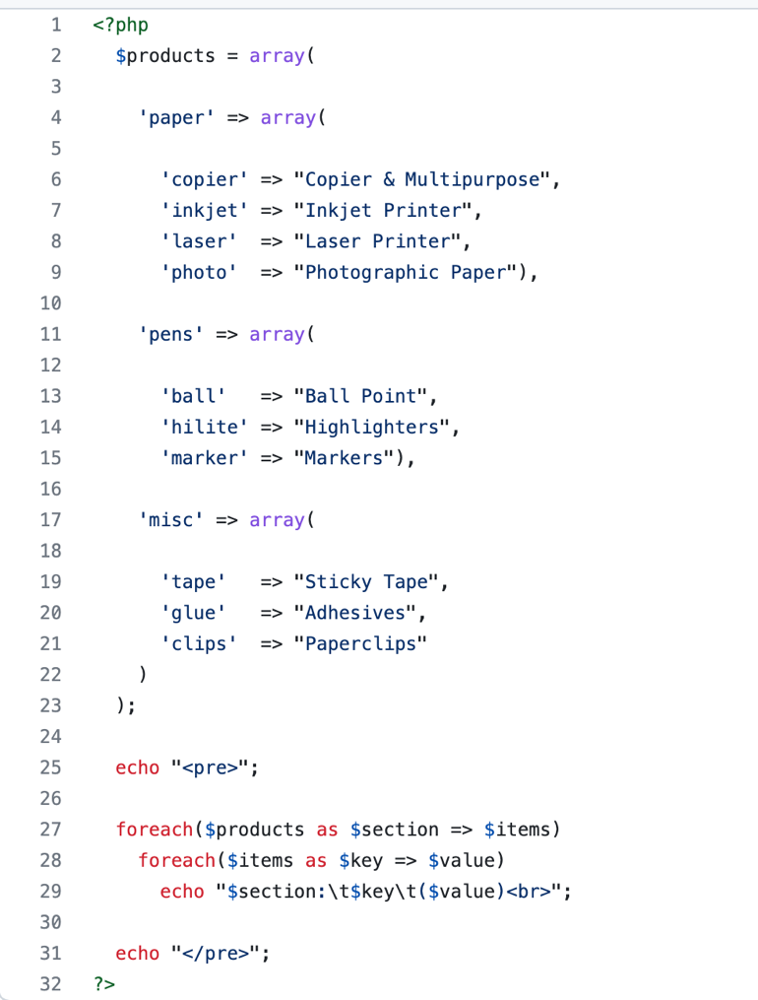 1 <?php
2   $products = array(
3
4     'paper' => array(
5
6       'copier' => "Copier & Multipurpose",
7       'inkjet' => "Inkjet Printer",
8       'laser'  => "Laser Printer",
9       'photo'  => "Photographic Paper"),
10
11     'pens' => array(
12
13       'ball'   => "Ball Point",
14       'hilite' => "Highlighters",
15       'marker' => "Markers"),
16
17     'misc' => array(
18
19       'tape'   => "Sticky Tape",
20       'glue'   => "Adhesives",
21       'clips'  => "Paperclips"
22     )
23   );
24
25   echo "<pre>";
26
27   foreach($products as $section => $items)
28     foreach($items as $key => $value)
29       echo "$section:\t$key\t($value)<br>";
30
31   echo "</pre>";
32 ?>